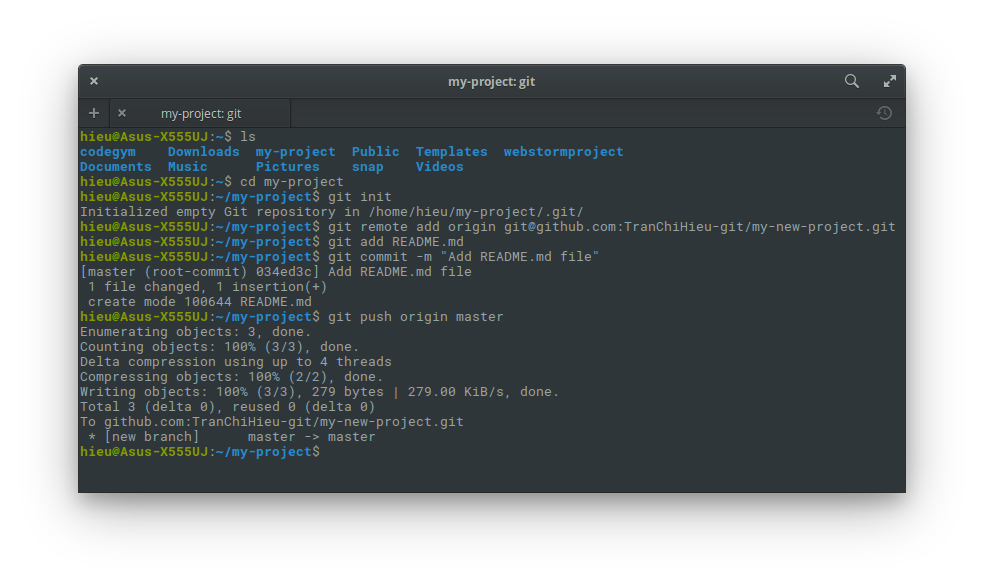 my-project: git
my-project: git
hieu@Asus-X555UJ:~$ ls
codegym    Downloads  my-project  Public  Templates  webstormproject
Documents  Music      Pictures    snap    Videos
hieu@Asus-X555UJ:~$ cd my-project
hieu@Asus-X555UJ:~/my-project$ git init
Initialized empty Git repository in /home/hieu/my-project/.git/
hieu@Asus-X555UJ:~/my-project$ git remote add origin git@github.com:TranChiHieu-git/my-new-project.git
hieu@Asus-X555UJ:~/my-project$ git add README.md
hieu@Asus-X555UJ:~/my-project$ git commit -m "Add README.md file"
[master (root-commit) 034ed3c] Add README.md file
 1 file changed, 1 insertion(+)
 create mode 100644 README.md
hieu@Asus-X555UJ:~/my-project$ git push origin master
Enumerating objects: 3, done.
Counting objects: 100% (3/3), done.
Delta compression using up to 4 threads
Compressing objects: 100% (2/2), done.
Writing objects: 100% (3/3), 279 bytes | 279.00 KiB/s, done.
Total 3 (delta 0), reused 0 (delta 0)
To github.com:TranChiHieu-git/my-new-project.git
 * [new branch]      master -> master
hieu@Asus-X555UJ:~/my-project$